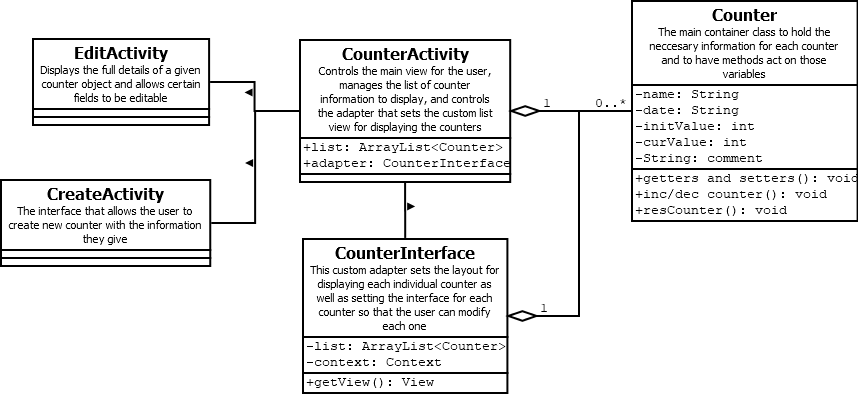 EditActivity
Displays the full details of a given
counter object and allows certain
fields to be editable
CreateActivity
The interface that allows the user to
create new counter with the information
they give
CounterActivity
Controls the main view for the user,
manages the list of counter
information to display, and controls
the adapter that sets the custom list
view for displaying the counters
+list: ArrayList<Counter>
+adapter: CounterInterface
1
0..*
Counter
The main container class to hold the
neccesary information for each counter
and to have methods act on those
variables
-name: String
-date: String
-initValue: int
-curValue: int
-String: comment
+getters and setters(): void
+inc/dec counter(): void
+resCounter(): void
CounterInterface
This custom adapter sets the layout for
displaying each individual counter as
well as setting the interface for each
counter so that the user can modify
each one
-list: ArrayList<Counter>
-context: Context
+getView(): View
1